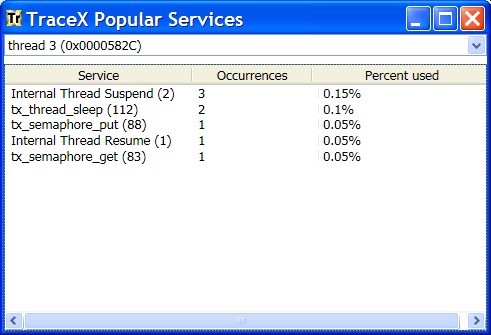 TraceX Popular Services
thread 3 (0x0000582C)
Service Occurrences Percent used
Internal Thread Suspend (2) 3 0.15%
tx_thread_sleep (112) 2 0.1%
tx_semaphore_put (88) 1 0.05%
Internal Thread Resume (1) 1 0.05%
tx_semaphore_get (83) 1 0.05%